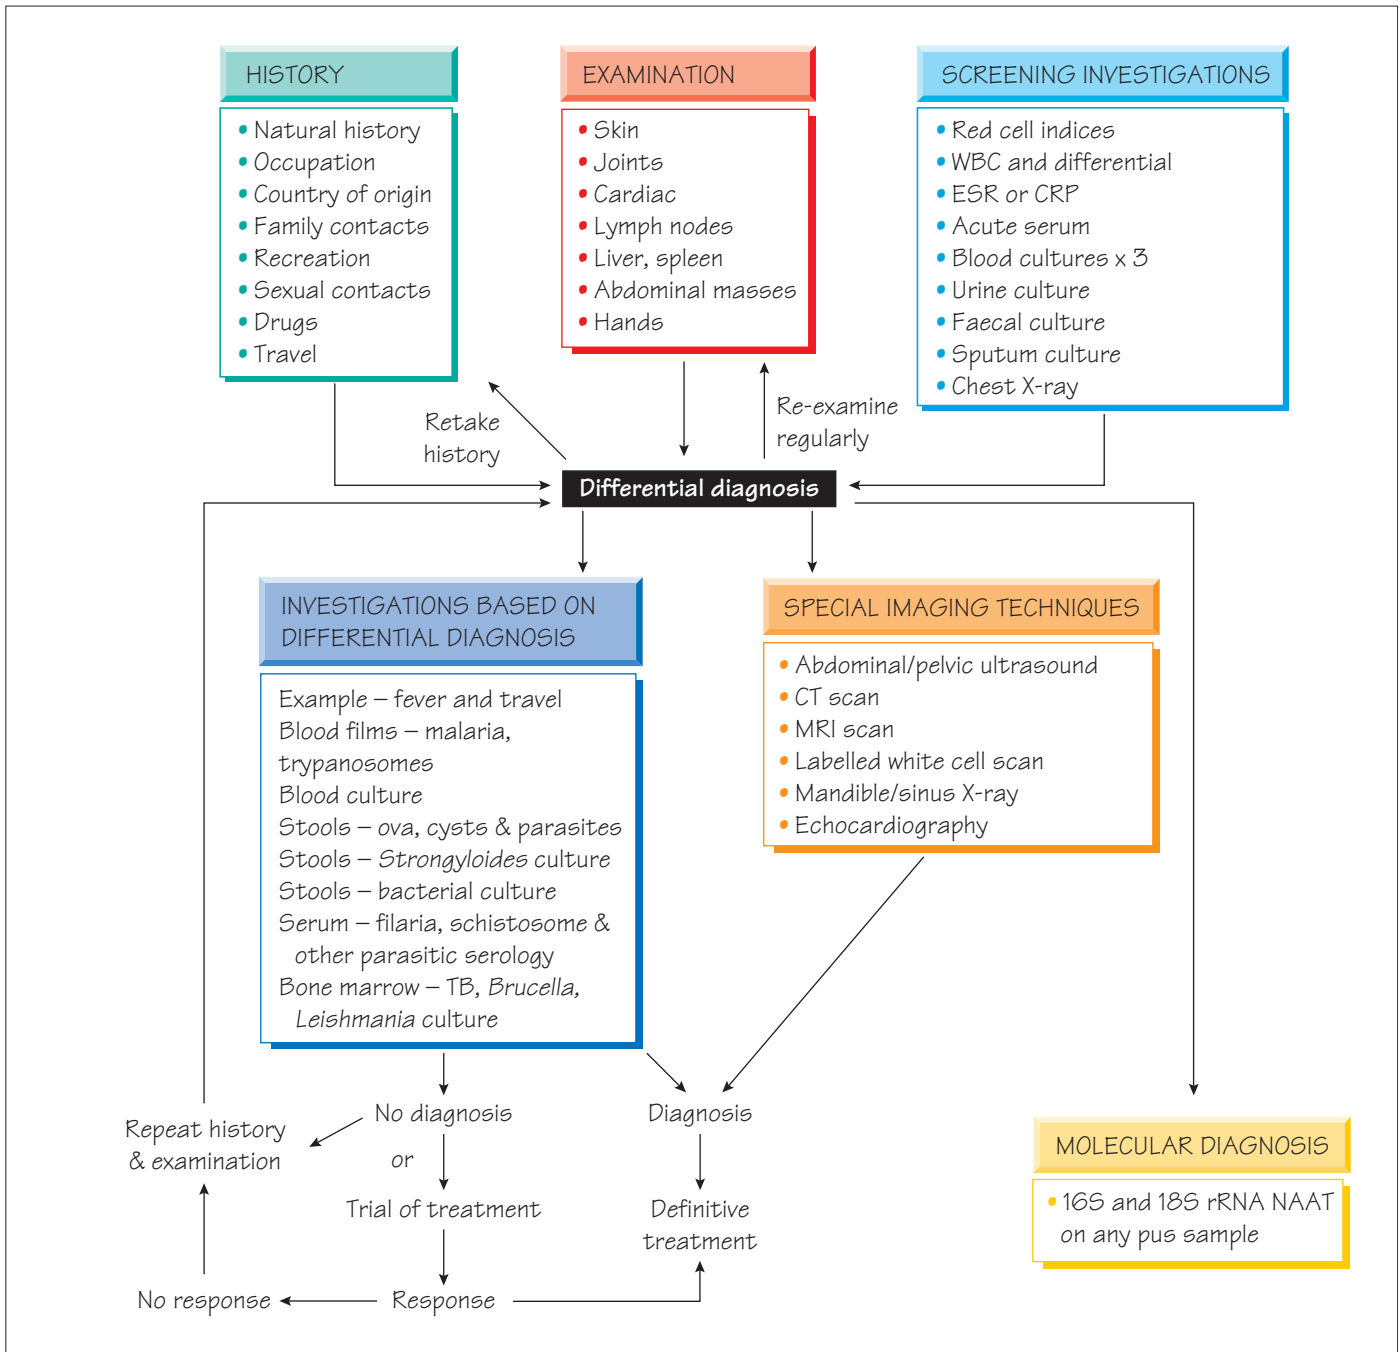 HISTORY
• Natural history
• Occupation
• Country of origin
• Family contacts
• Recreation
• Sexual contacts
• Drugs
• Travel
EXAMINATION
• Skin
• Joints
• Cardiac
• Lymph nodes
• Liver, spleen
• Abdominal masses
• Hands
SCREENING INVESTIGATIONS
• Red cell indices
• WBC and differential
• ESR or CRP
• Acute serum
• Blood cultures x 3
• Urine culture
• Faecal culture
• Sputum culture
• Chest X-ray
Retake
history
Re-examine
regularly
Differential diagnosis
INVESTIGATIONS BASED ON
DIFFERENTIAL DIAGNOSIS
Example – fever and travel
Blood films – malaria,
trypanosomes
Blood culture
Stools – ova, cysts & parasites
Stools – Strongyloides culture
Stools – bacterial culture
Serum – filaria, schistosome &
other parasitic serology
Bone marrow – TB, Brucella,
Leishmania culture
SPECIAL IMAGING TECHNIQUES
• Abdominal/pelvic ultrasound
• CT scan
• MRI scan
• Labelled white cell scan
• Mandible/sinus X-ray
• Echocardiography
Repeat history
& examination
No diagnosis
or
Trial of treatment
Diagnosis
Definitive
treatment
No response
Response
MOLECULAR DIAGNOSIS
• 16S and 18S rRNA NAAT
on any pus sample